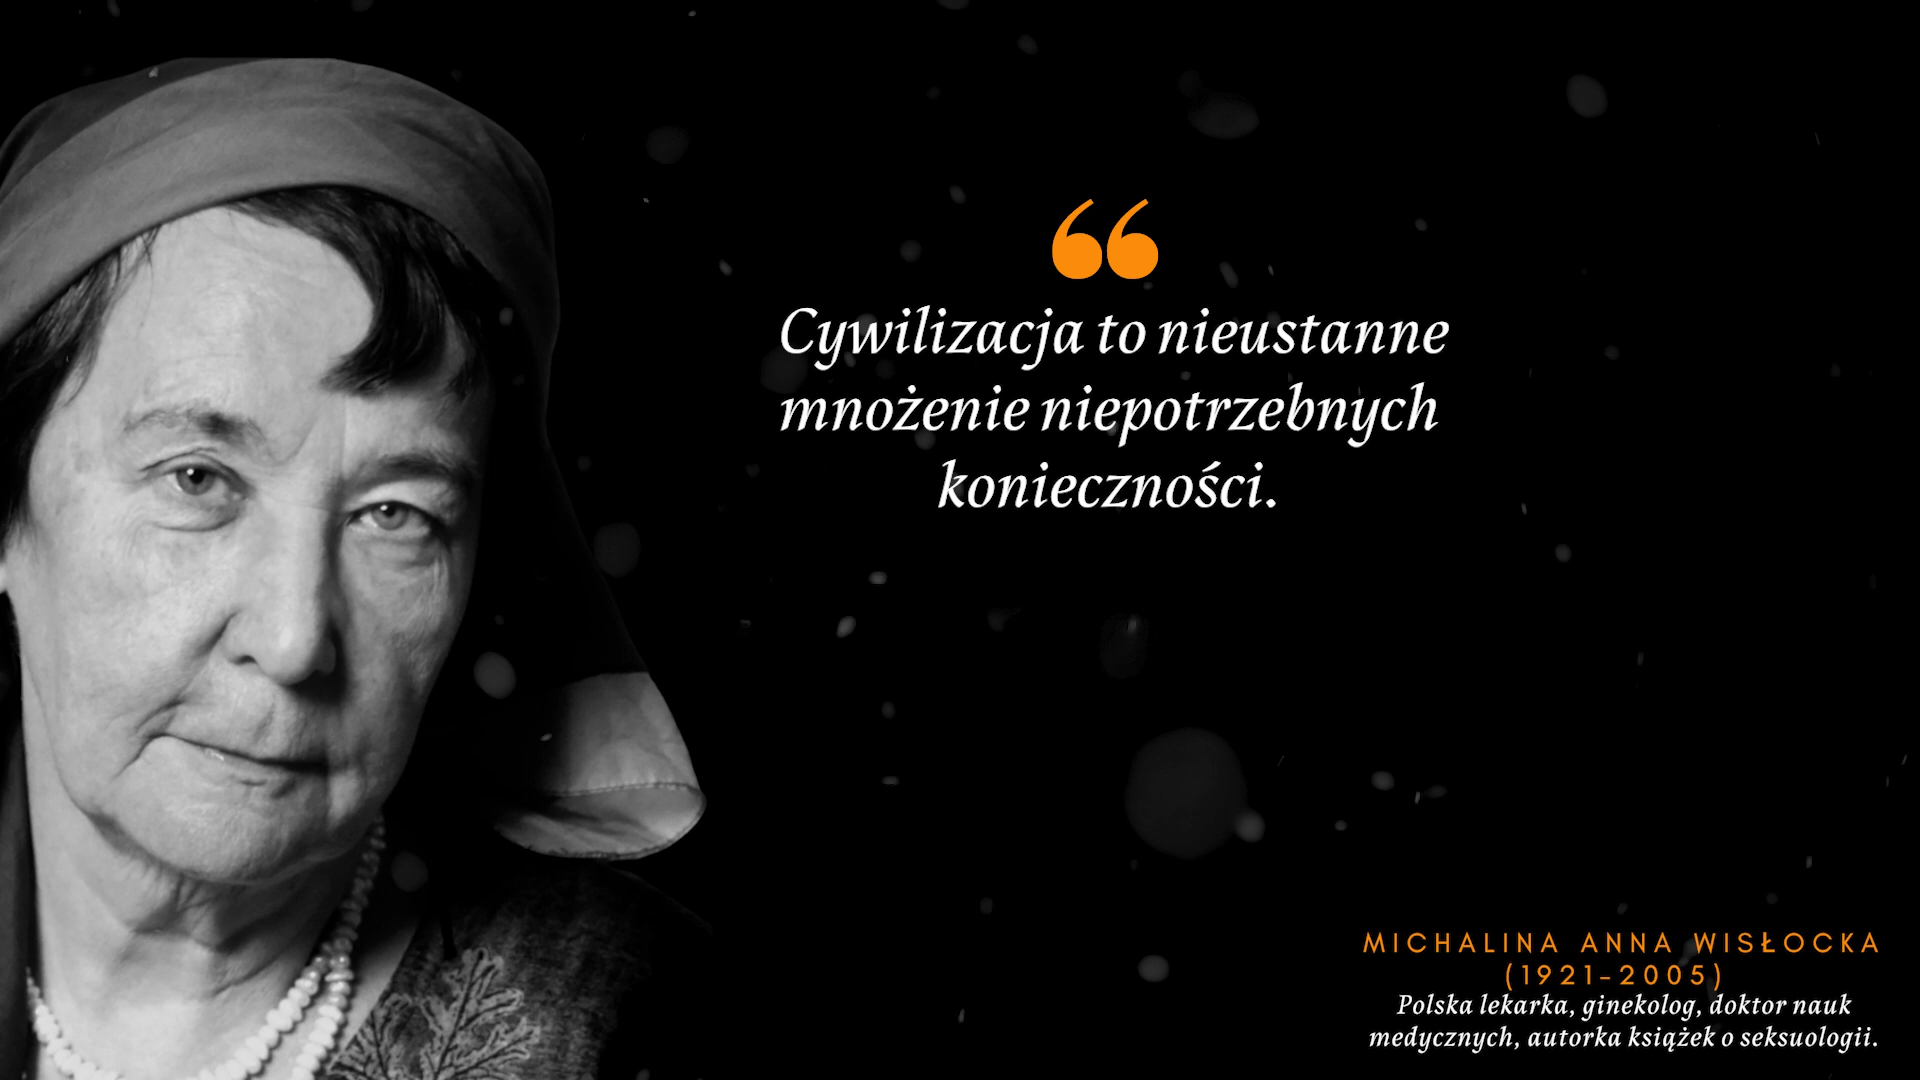 “
Cywilizacja to nieustanne
mnożenie niepotrzebnych
konieczności.
MICHALINA ANNA WISŁOCKA
(1921-2005)
Polska lekarka, ginekolog, doktor nauk
medycznych, autorka książek o seksuologii.